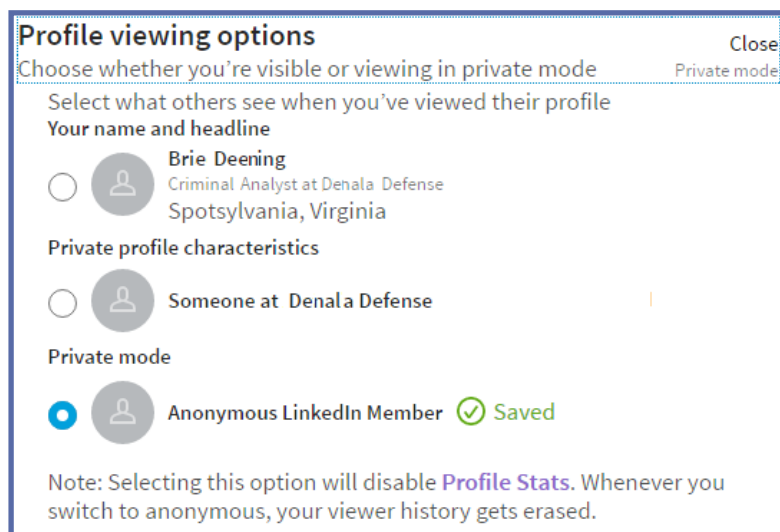 Profile viewing options
Close
Choose whether you're visible or viewing in private mode
Private mode
Select what others see when you've viewed their profile
Your name and headline
Brie Deening
Criminal Analyst at Denala Defense
Spotsylvania, Virginia
Private profile characteristics
Someone at Denala Defense
Private mode
Anonymous LinkedIn Member Saved
Note: Selecting this option will disable Profile Stats. Whenever you
switch to anonymous, your viewer history gets erased.